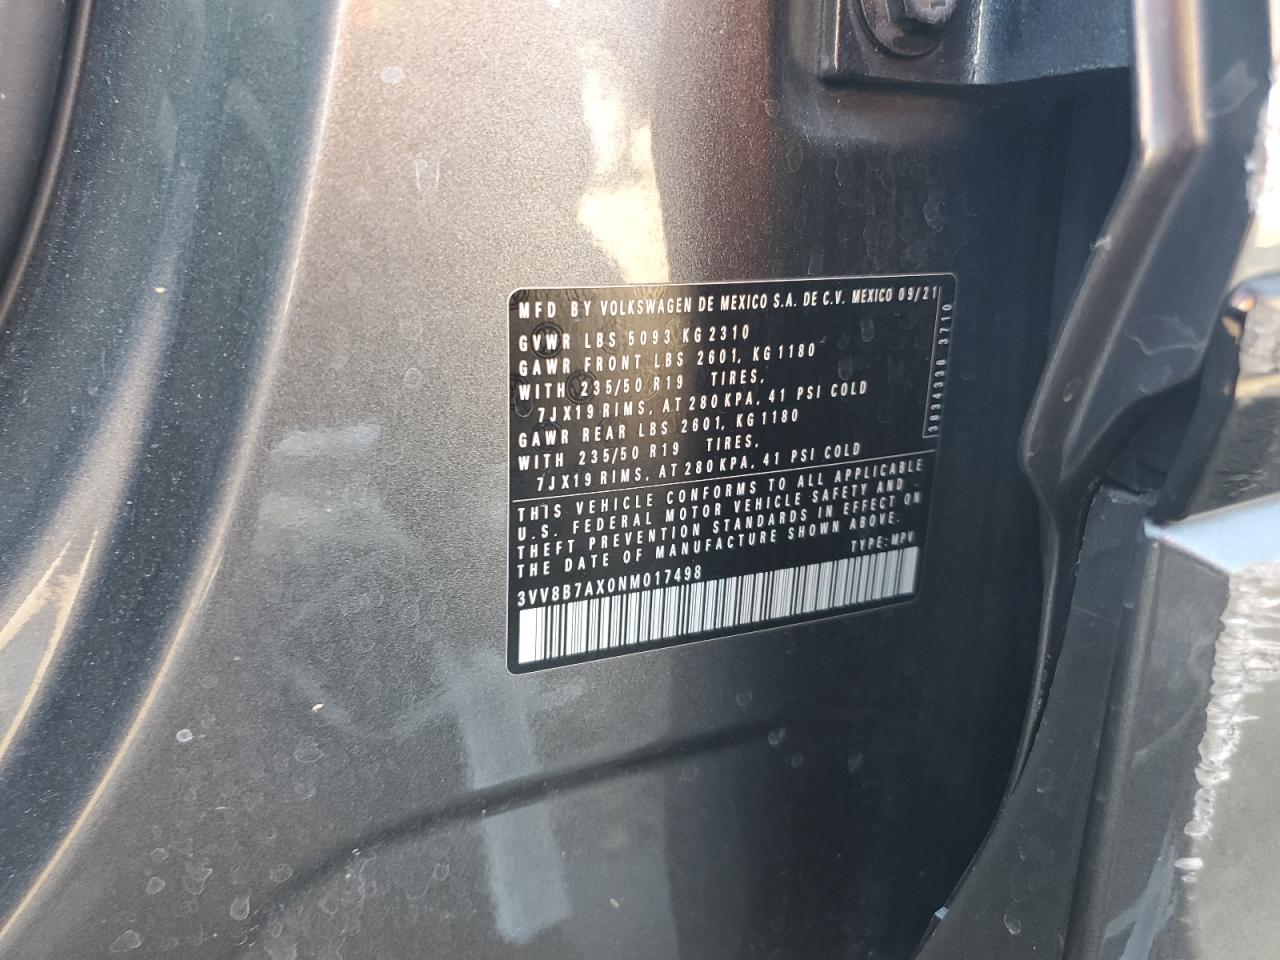 MFD BY VOLKSWAGEN DE MEXICO S.A. DE C.V. MEXICO 09/21
GVWR LBS 5093 KG 2310
GAWR FRONT LBS 2601, KG 1180
WITH 235/50 R19 TIRES,
7JX19 RIMS, AT 280 KPA, 41 PSI COLD
GAWR REAR LBS 2601, KG 1180
WITH 235/50 R19 TIRES,
7JX19 RIMS, AT 280 KPA, 41 PSI COLD
3834336 3710
THIS VEHICLE CONFORMS TO ALL APPLICABLE
U.S. FEDERAL MOTOR VEHICLE SAFETY AND
THEFT PREVENTION STANDARDS IN EFFECT ON
THE DATE OF MANUFACTURE SHOWN ABOVE.
TYPE: MPV
3VV8B7AX0NM017498